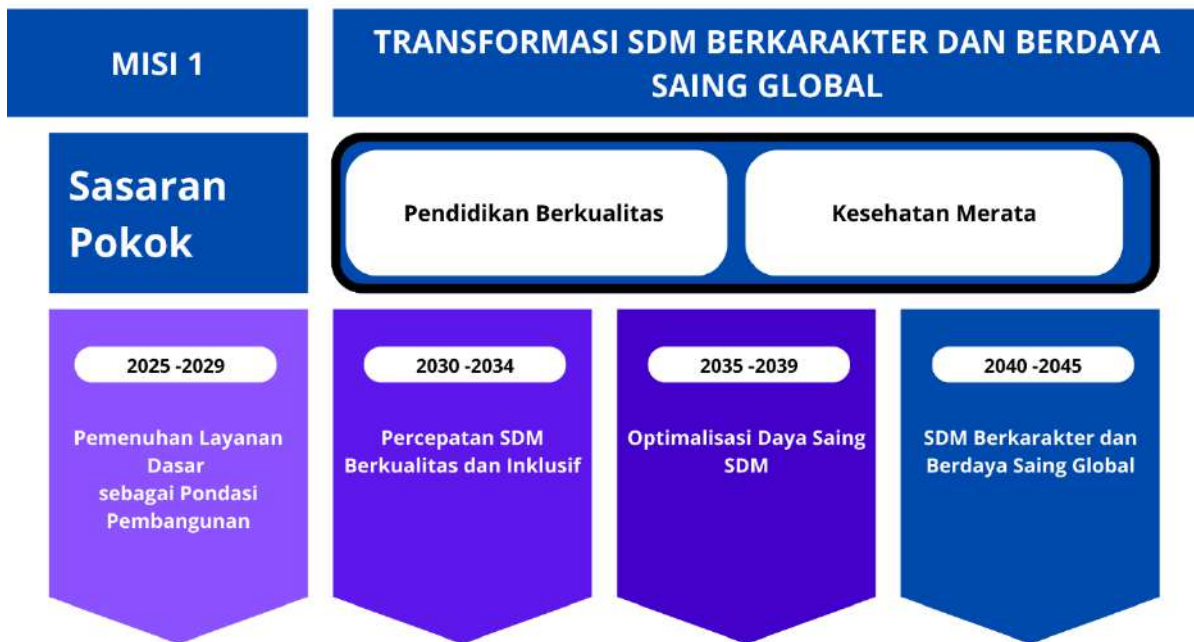 MISI 1
TRANSFORMASI SDM BERKARAKTER DAN BERDAYA
SAING GLOBAL
Sasaran
Pokok
Pendidikan Berkualitas
Kesehatan Merata
2025 -2029
Pemenuhan Layanan
Dasar
sebagai Pondasi
Pembangunan
2030 -2034
Percepatan SDM
Berkualitas dan Inklusif
2035 -2039
Optimalisasi Daya Saing
SDM
2040 -2045
SDM Berkarakter dan
Berdaya Saing Global